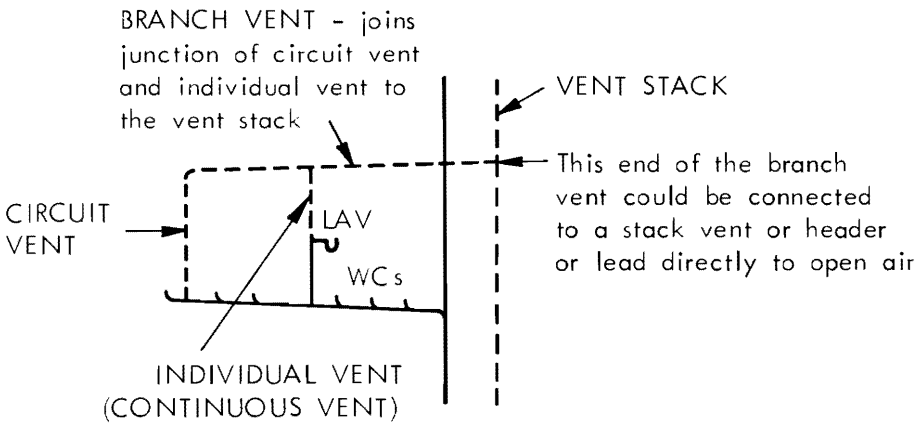 BRANCH VENT - joins
junction of circuit vent
and individual vent to
the vent stack
VENT STACK
This end of the branch
vent could be connected
to a stack vent or header
or lead directly to open air
CIRCUIT
VENT
LAV
WCs
INDIVIDUAL VENT
(CONTINUOUS VENT)